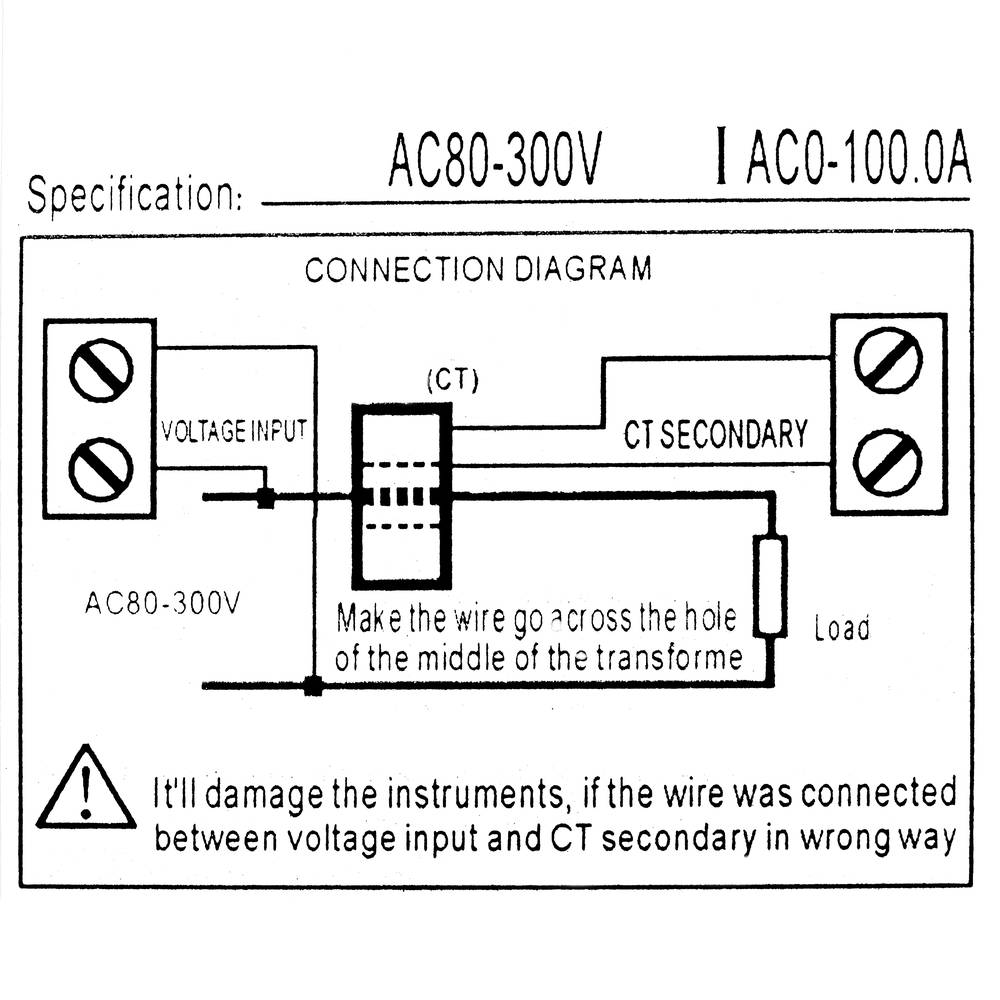 AC80-300V I AC0-100.0A
Specification:
CONNECTION DIAGRAM
(CT)
VOLTAGE INPUT
CT SECONDARY
AC80-300V
Make the wire go across the hole
of the middle of the transforme
Load
!
It'll damage the instruments, if the wire was connected
between voltage input and CT secondary in wrong way